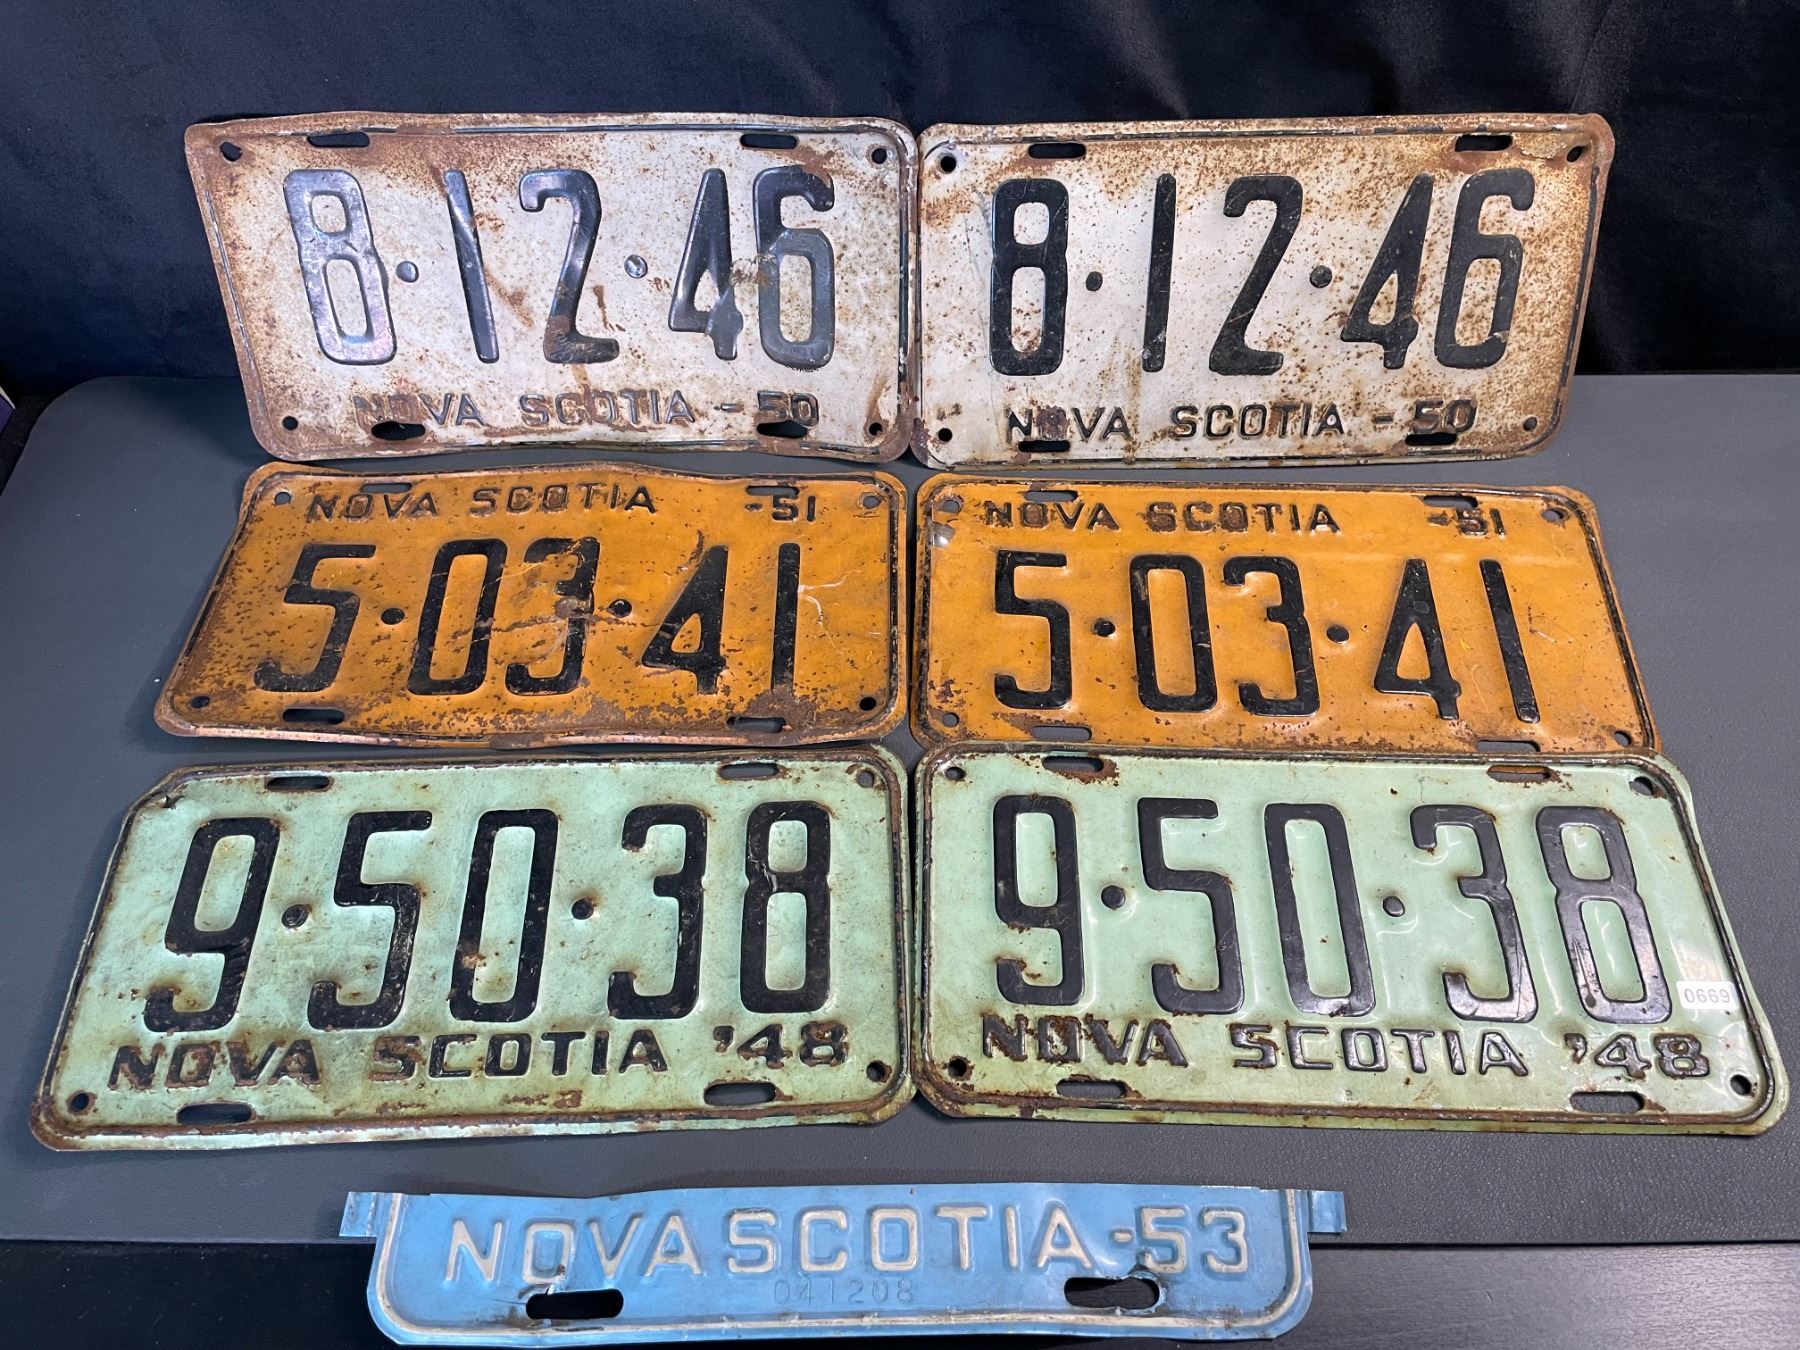 8·12·46
NOVA SCOTIA - 50
8·12·46
NOVA SCOTIA - 50
NOVA SCOTIA -51
5·03·41
NOVA SCOTIA -51
5·03·41
9·50·38
NOVA SCOTIA '48
9·50·38
0669
NOVA SCOTIA '48
NOVA SCOTIA-53
041208